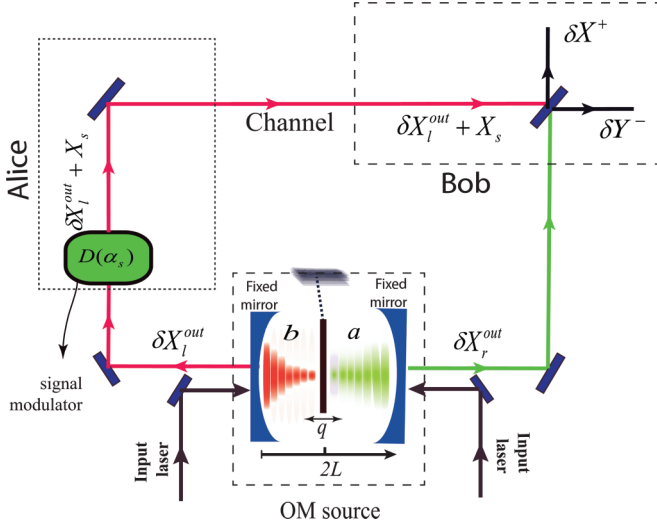 δX⁺
δY⁻
Channel
δX_l^{out} + X_s
Bob
Alice
δX_l^{out} + X_s
D(α_s)
signal
modulator
δX_l^{out}
Fixed
mirror
Fixed
mirror
b
a
q
2L
δX_r^{out}
Input
laser
Input
laser
OM source